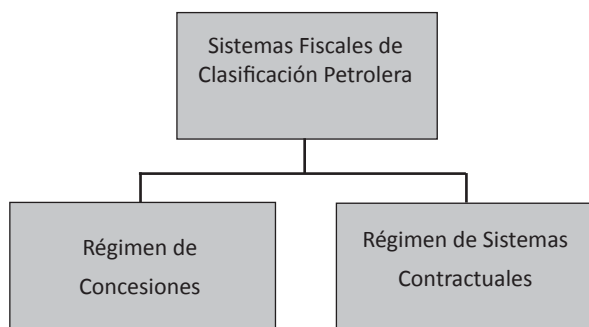 Sistemas Fiscales de
Clasificación Petrolera
Régimen de
Concesiones
Régimen de Sistemas
Contractuales